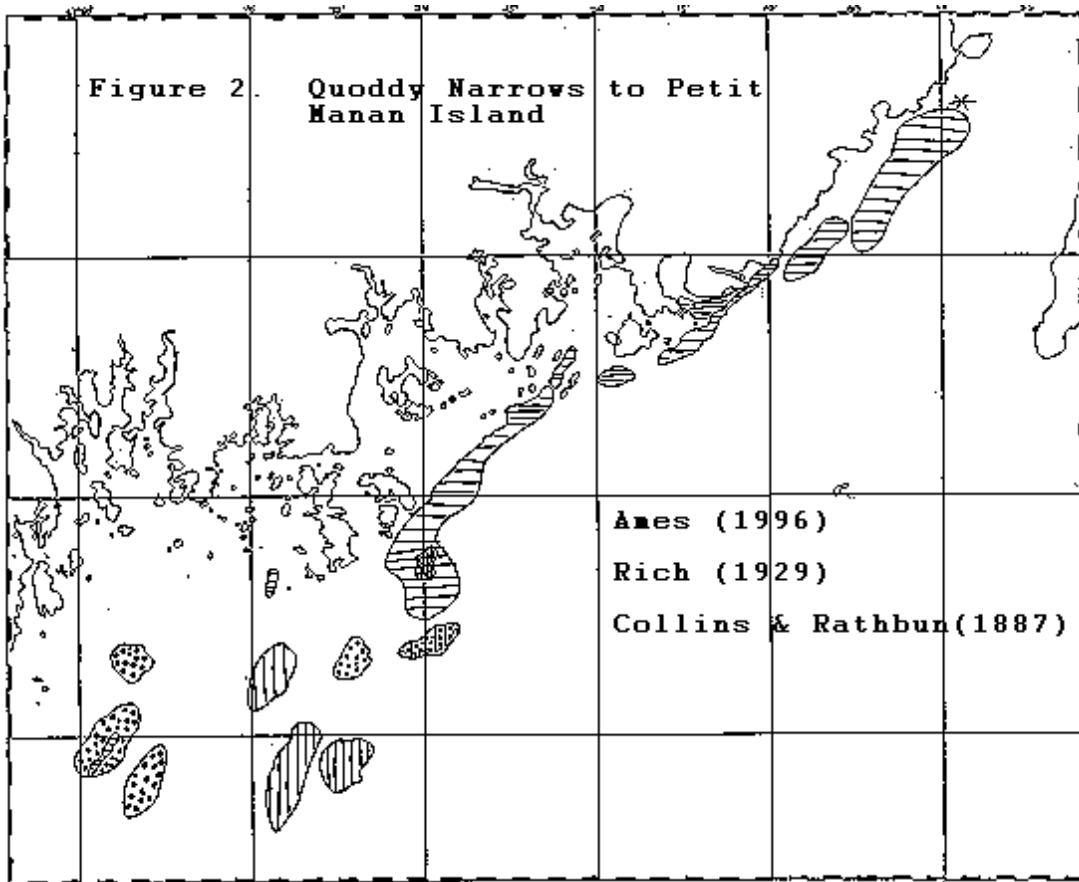 Figure 2. Quoddy Narrows to Petit
Manan Island
Ames (1996)
Rich (1929)
Collins & Rathbun(1887)